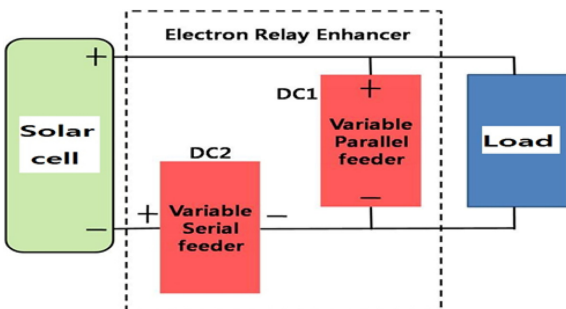 Electron Relay Enhancer
+
Solar
cell
−
DC2
+
Variable
Serial
feeder
−
DC1
+
Variable
Parallel
feeder
−
Load